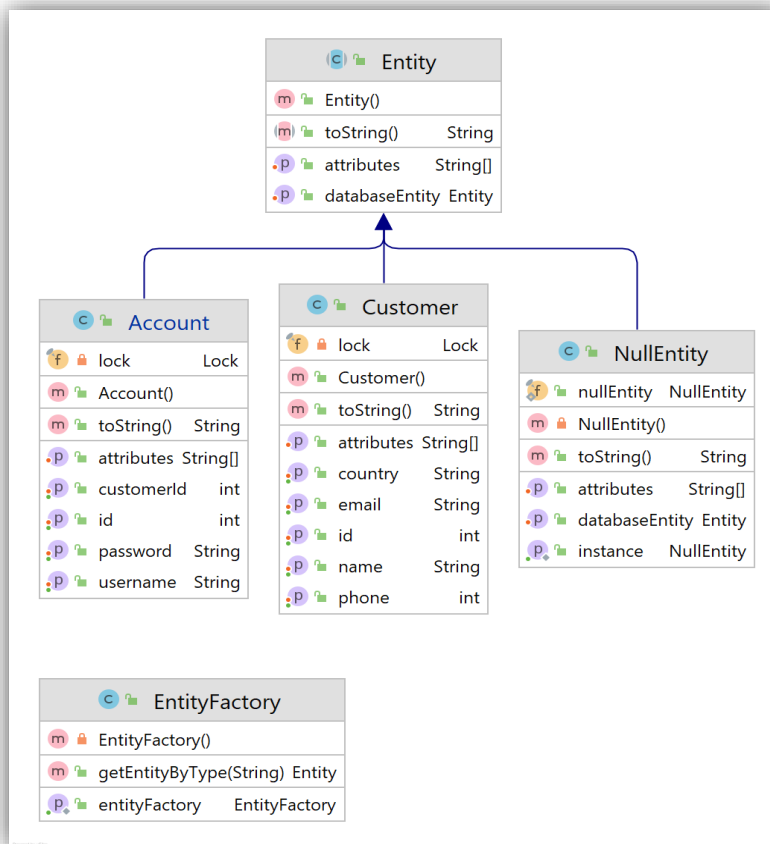 Entity
Entity()
toString() String
attributes String[]
databaseEntity Entity
Account
lock Lock
Account()
toString() String
attributes String[]
customerId int
id int
password String
username String
Customer
lock Lock
Customer()
toString() String
attributes String[]
country String
email String
id int
name String
phone int
NullEntity
nullEntity NullEntity
NullEntity()
toString() String
attributes String[]
databaseEntity Entity
instance NullEntity
EntityFactory
EntityFactory()
getEntityByType(String) Entity
entityFactory EntityFactory